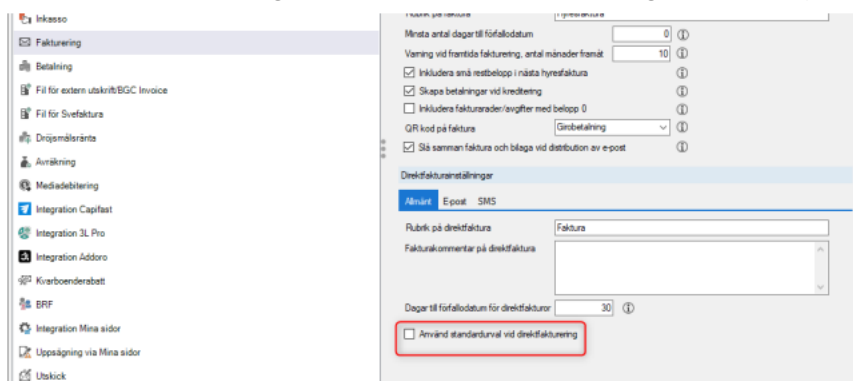 Inkasso
Fakturering
Betalning
Fil för extern utskrift/BGC Invoice
Fil för Svefaktura
Dröjsmålsränta
Avräkning
Mediadebitering
Integration Capifast
Integration 3L Pro
Integration Addoro
Kvarboenderabatt
BRF
Integration Mina sidor
Uppsägning via Mina sidor
Utskick
Rubrik på faktura Hyresfaktura
Minsta antal dagar till förfallodatum 0
Varning vid framtida fakturering, antal månader framåt 10
Inkludera små restbelopp i nästa hyresfaktura
Skapa betalningar vid kreditering
Inkludera fakturarader/avgifter med belopp 0
QR kod på faktura Girobetalning
Slå samman faktura och bilaga vid distribution av e-post
Direktfakturainställningar
Allmänt E-post SMS
Rubrik på direktfaktura Faktura
Fakturakommentar på direktfaktura
Dagar till förfallodatum för direktfakturor 30
Använd standardurval vid direktfakturering